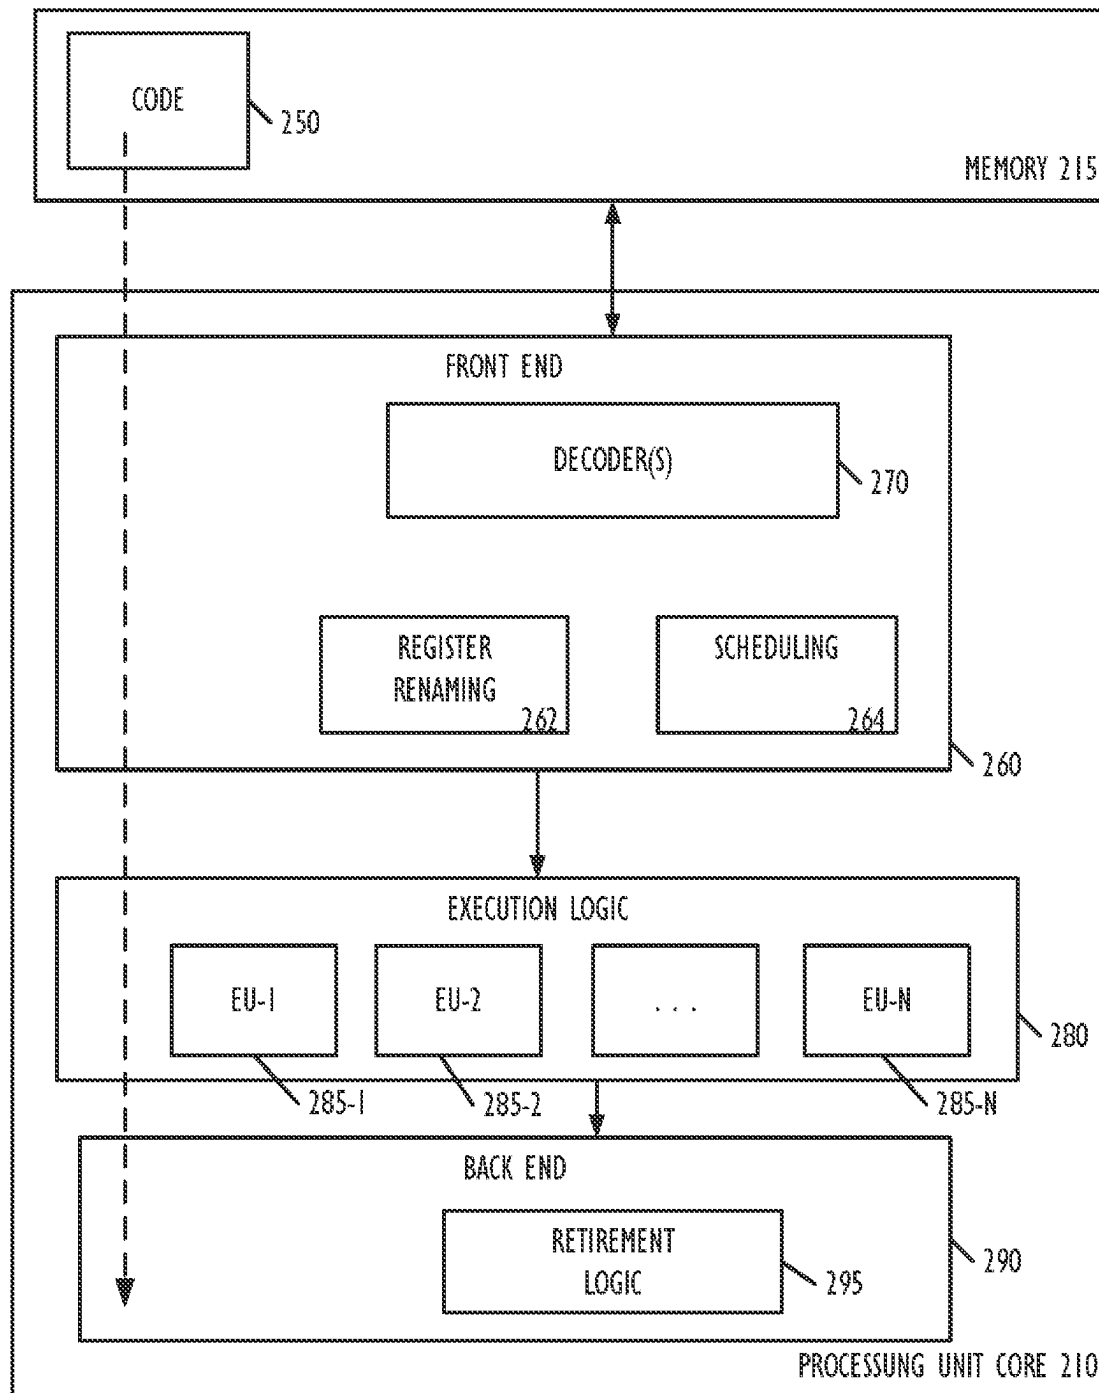 CODE
250
MEMORY 215
FRONT END
DECODER(S)
270
REGISTER
RENAMING
262
SCHEDULING
264
260
EXECUTION LOGIC
EU-1
EU-2
. . .
EU-N
280
285-1
285-2
285-N
BACK END
RETIREMENT
LOGIC
295
290
PROCESSUNG UNIT CORE 210